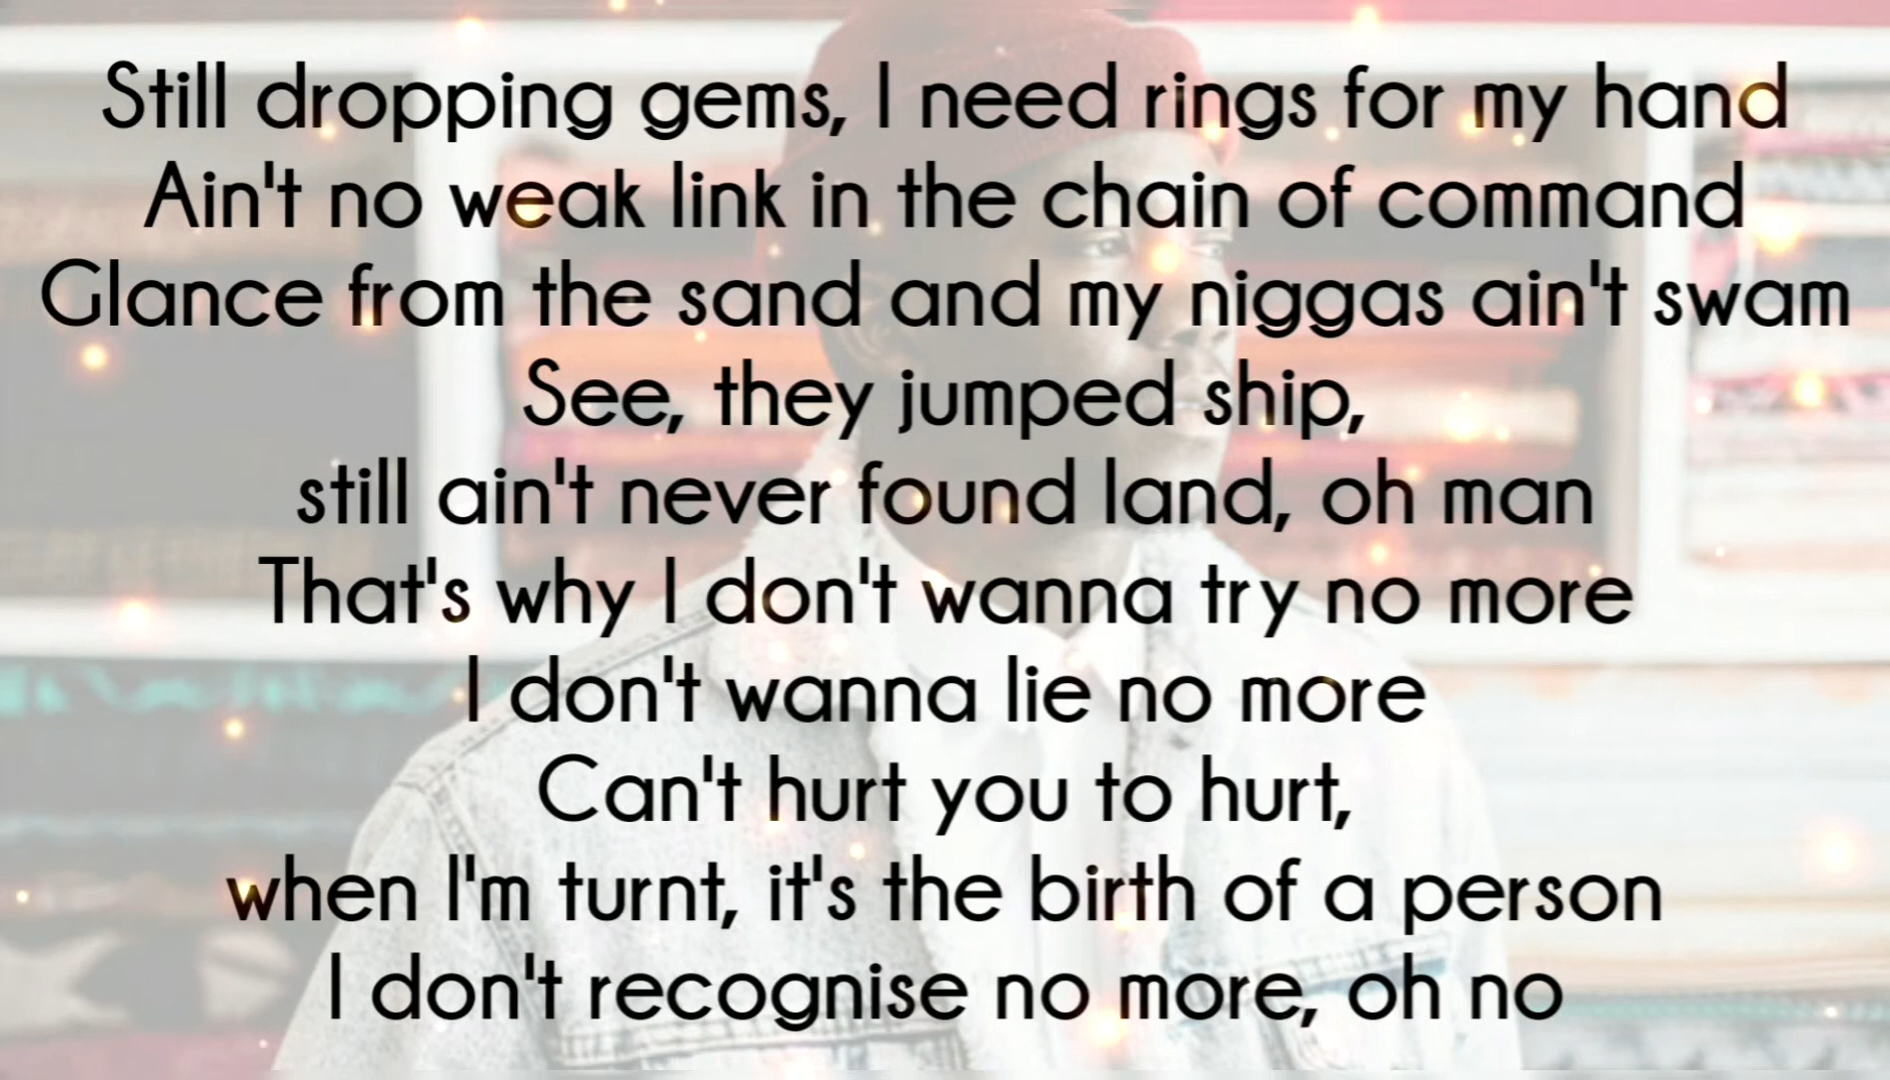 Still dropping gems, I need rings for my hand
Ain't no weak link in the chain of command
Glance from the sand and my niggas ain't swam
See, they jumped ship,
still ain't never found land, oh man
That's why I don't wanna try no more
I don't wanna lie no more
Can't hurt you to hurt,
when I'm turnt, it's the birth of a person
I don't recognise no more, oh no